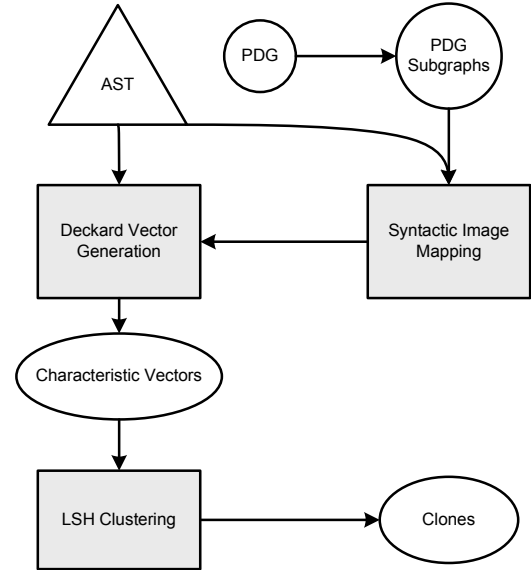 AST
PDG
PDG
Subgraphs
Deckard Vector
Generation
Syntactic Image
Mapping
Characteristic Vectors
LSH Clustering
Clones